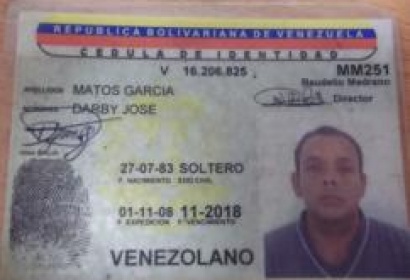 REPUBLICA BOLIVARIANA DE VENEZUELA
CEDULA DE IDENTIDAD
V 16.206.825 MM251
Raudelio Medrano
Director
APELLIDOS MATOS GARCIA
NOMBRES DARBY JOSE
27-07-83 SOLTERO
F. NACIMIENTO EDO CIVIL
01-11-08 11-2018
F. EXPEDICION F. VENCIMIENTO
VENEZOLANO